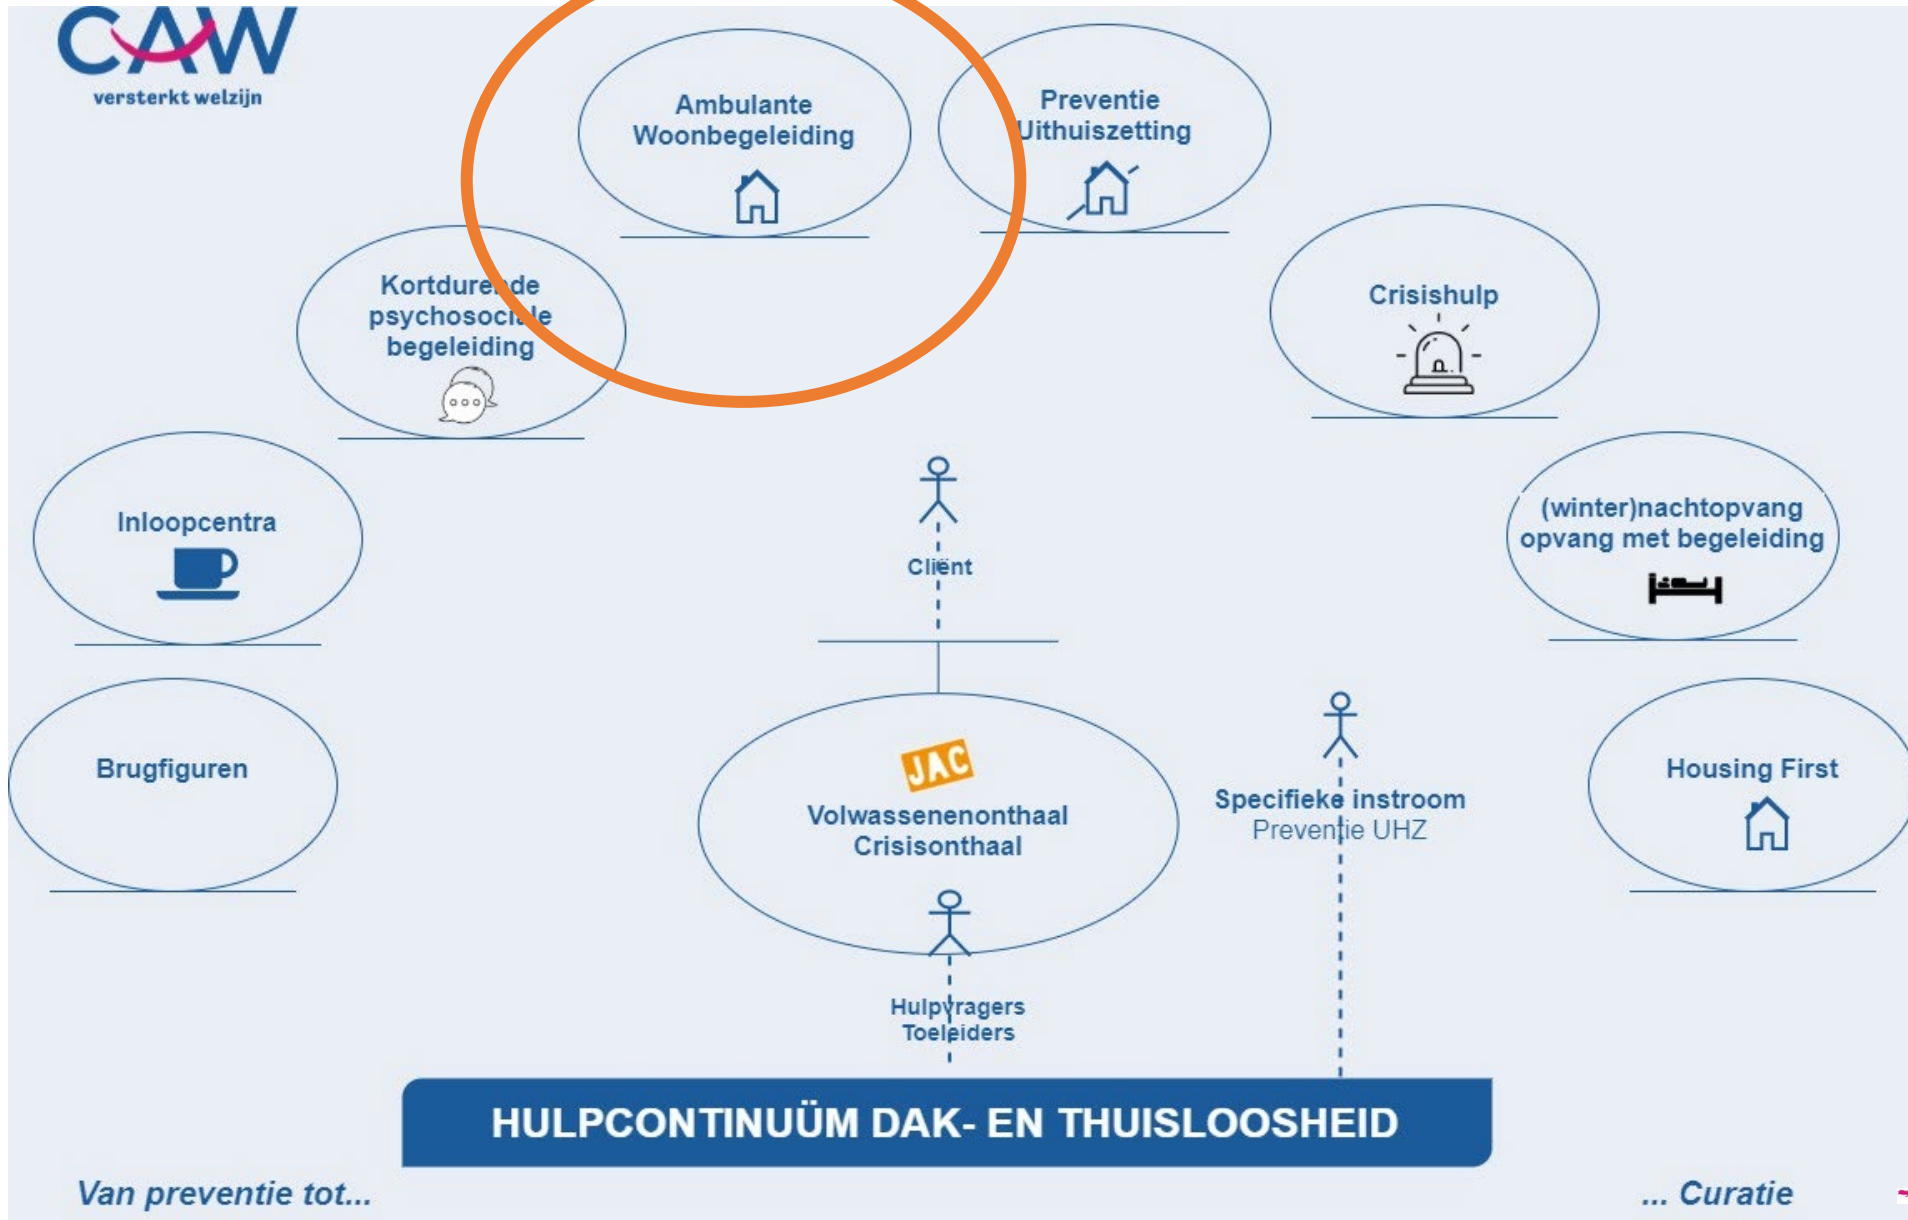 CAW
versterkt welzijn
Ambulante
Woonbegeleiding
Preventie
Uithuiszetting
Kortdurende
psychosociale
begeleiding
Crisishulp
Inloopcentra
(winter)nachtopvang
opvang met begeleiding
Cliënt
Brugfiguren
JAC
Volwassenenonthaal
Crisisonthaal
Specifieke instroom
Preventie UHZ
Housing First
Hulpvragers
Toeleiders
HULPCONTINUÜM DAK- EN THUISLOOSHEID
Van preventie tot...
... Curatie